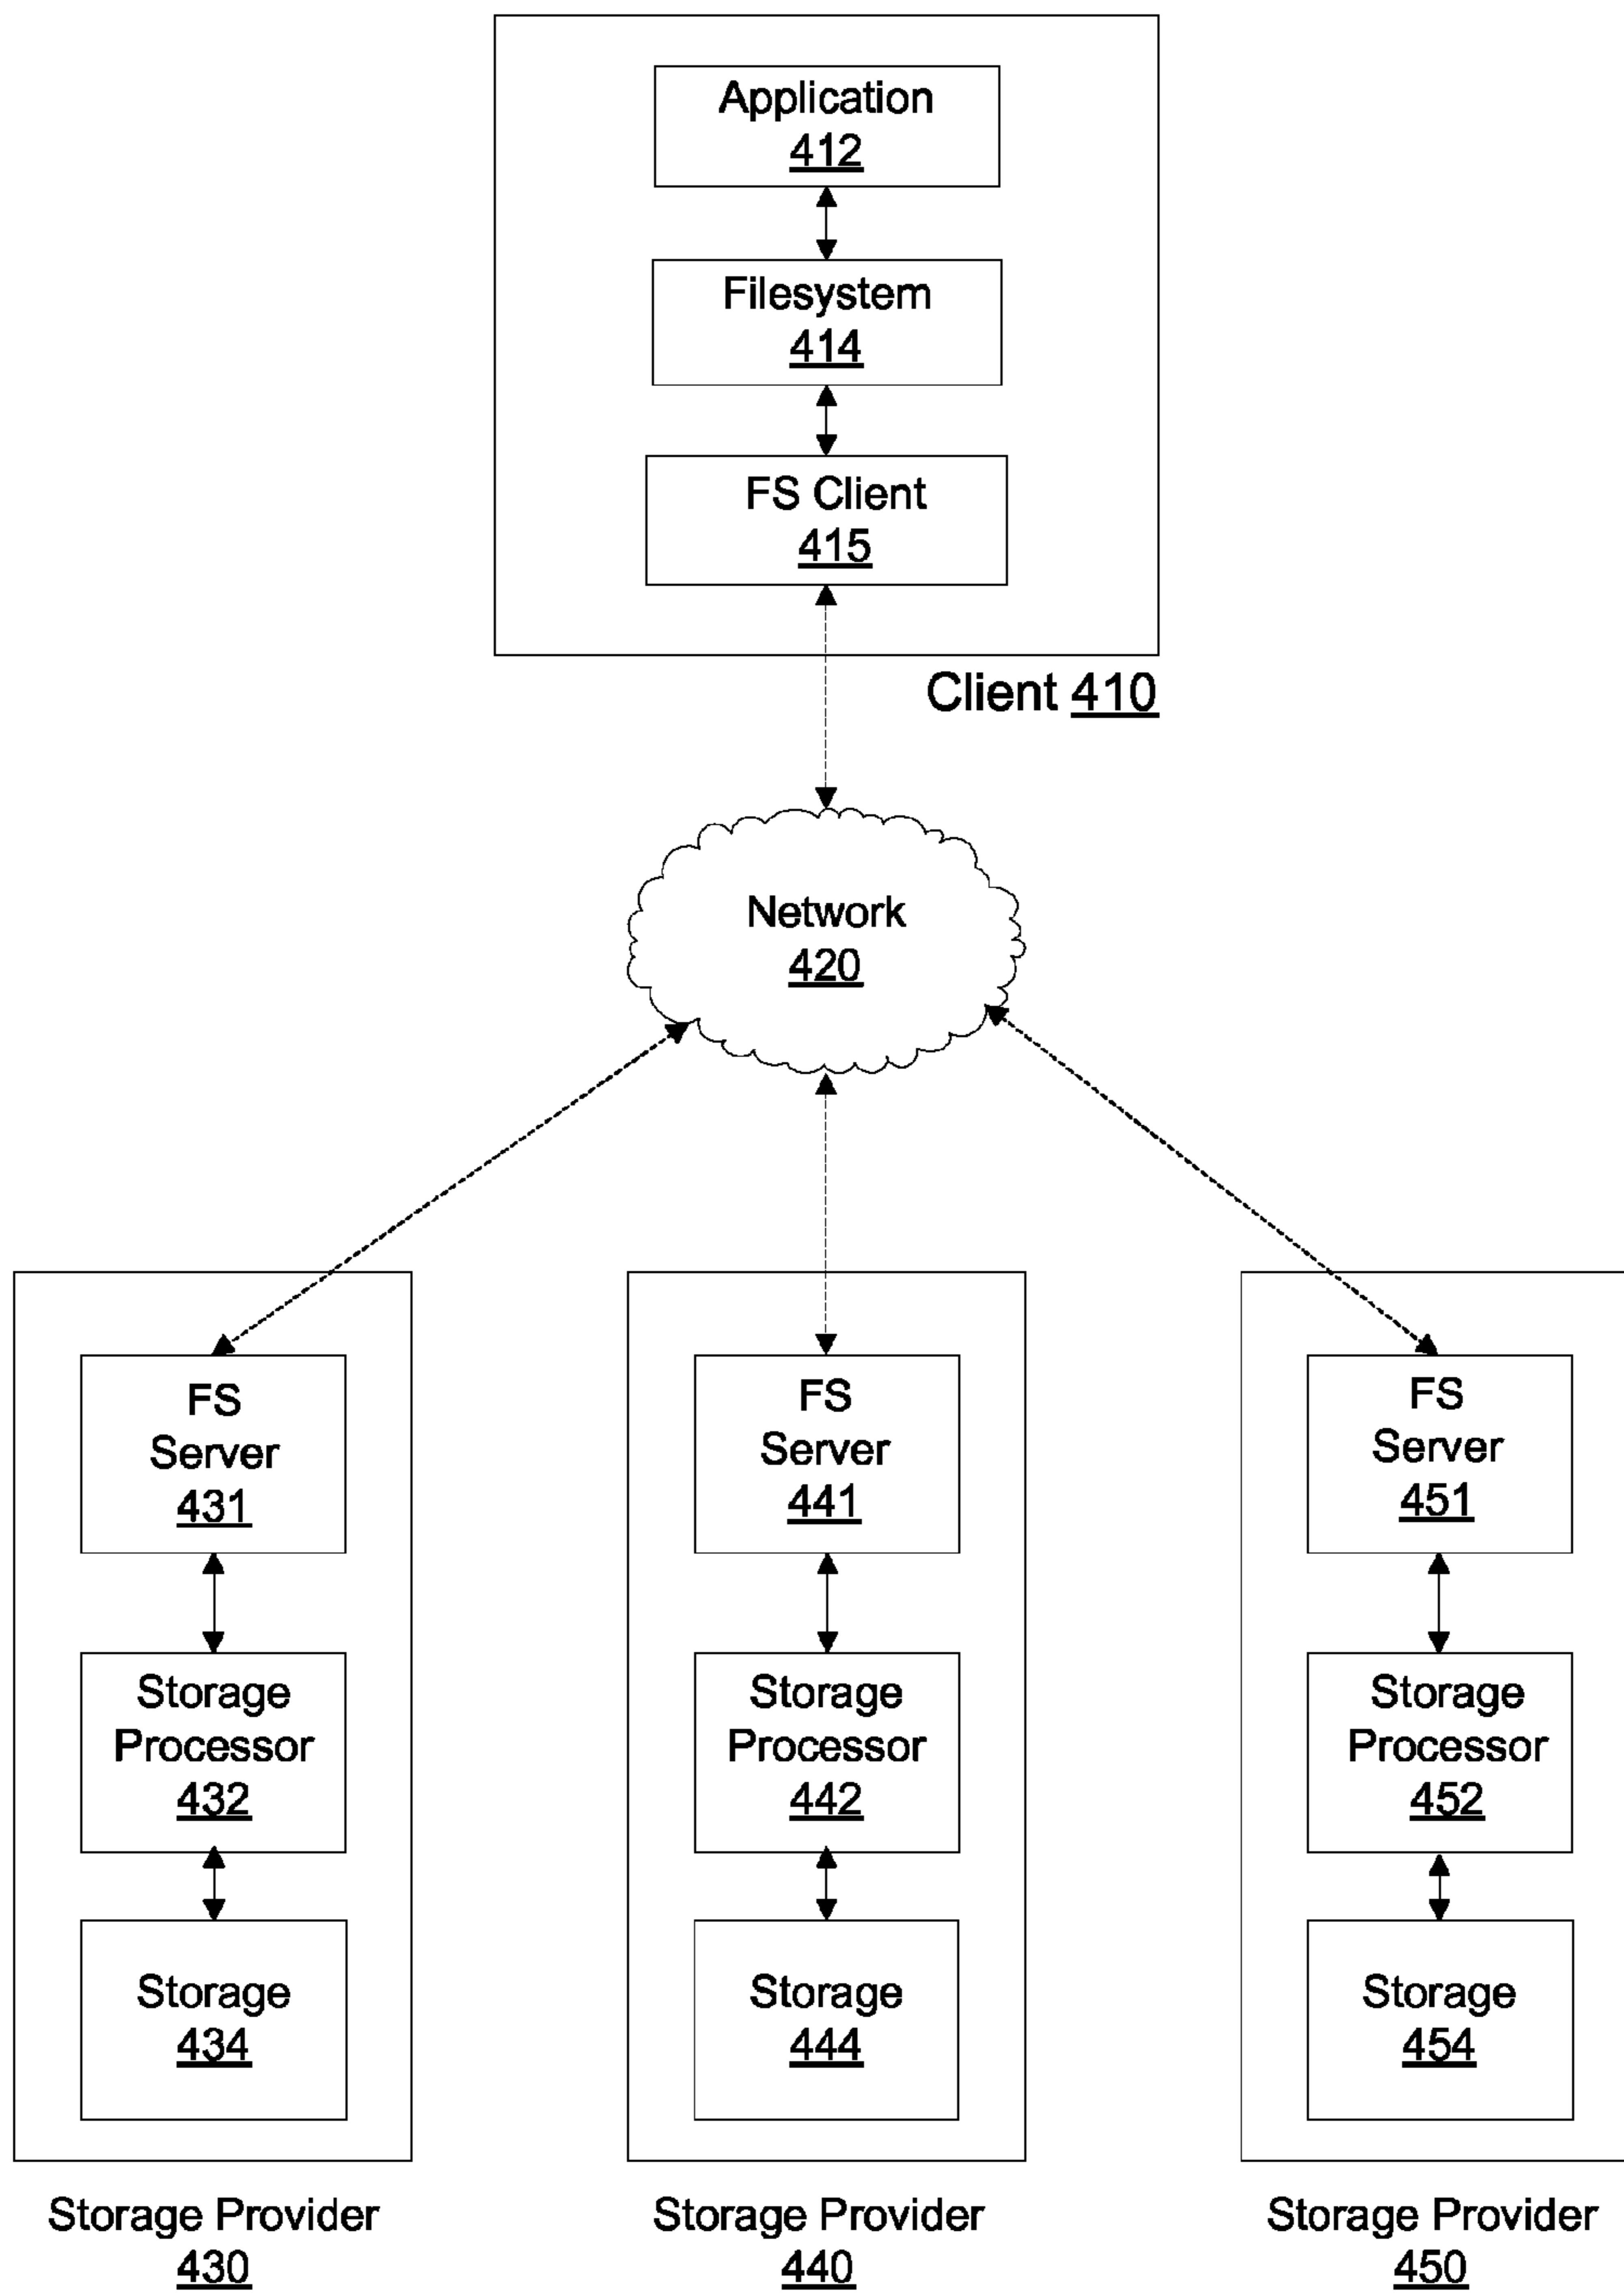 Application
412
Filesystem
414
FS Client
415
Client 410
Network
420
FS
Server
431
Storage
Processor
432
Storage
434
Storage Provider
430
FS
Server
441
Storage
Processor
442
Storage
444
Storage Provider
440
FS
Server
451
Storage
Processor
452
Storage
454
Storage Provider
450